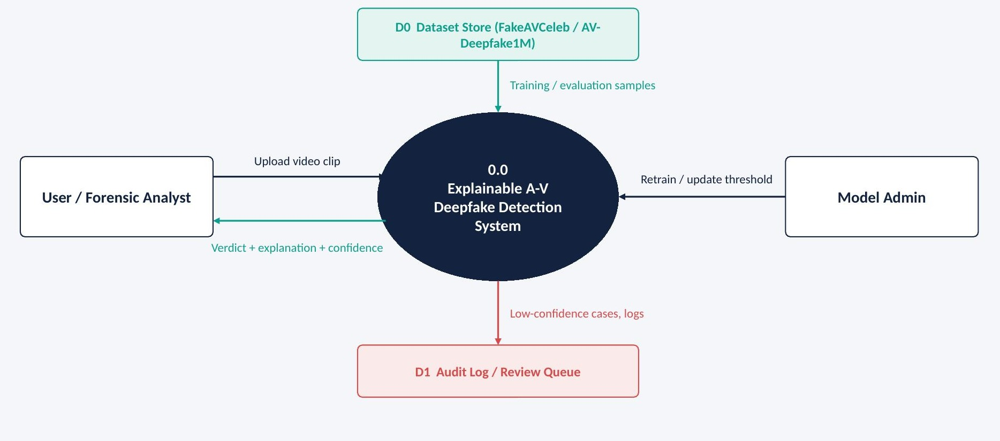 D0 Dataset Store (FakeAVCeleb / AV-
Deepfake1M)
Training / evaluation samples
Upload video clip
User / Forensic Analyst
Verdict + explanation + confidence
0.0
Explainable A-V
Deepfake Detection
System
Retrain / update threshold
Model Admin
Low-confidence cases, logs
D1 Audit Log / Review Queue